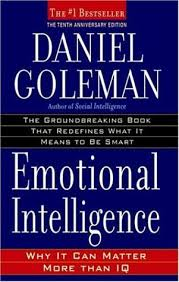 The #1 Bestseller
THE TENTH ANNIVERSARY EDITION
DANIEL
GOLEMAN
Author of Social Intelligence
The Groundbreaking Book
That Redefines What It
Means to Be Smart
Emotional
Intelligence
Why It Can Matter
More than IQ